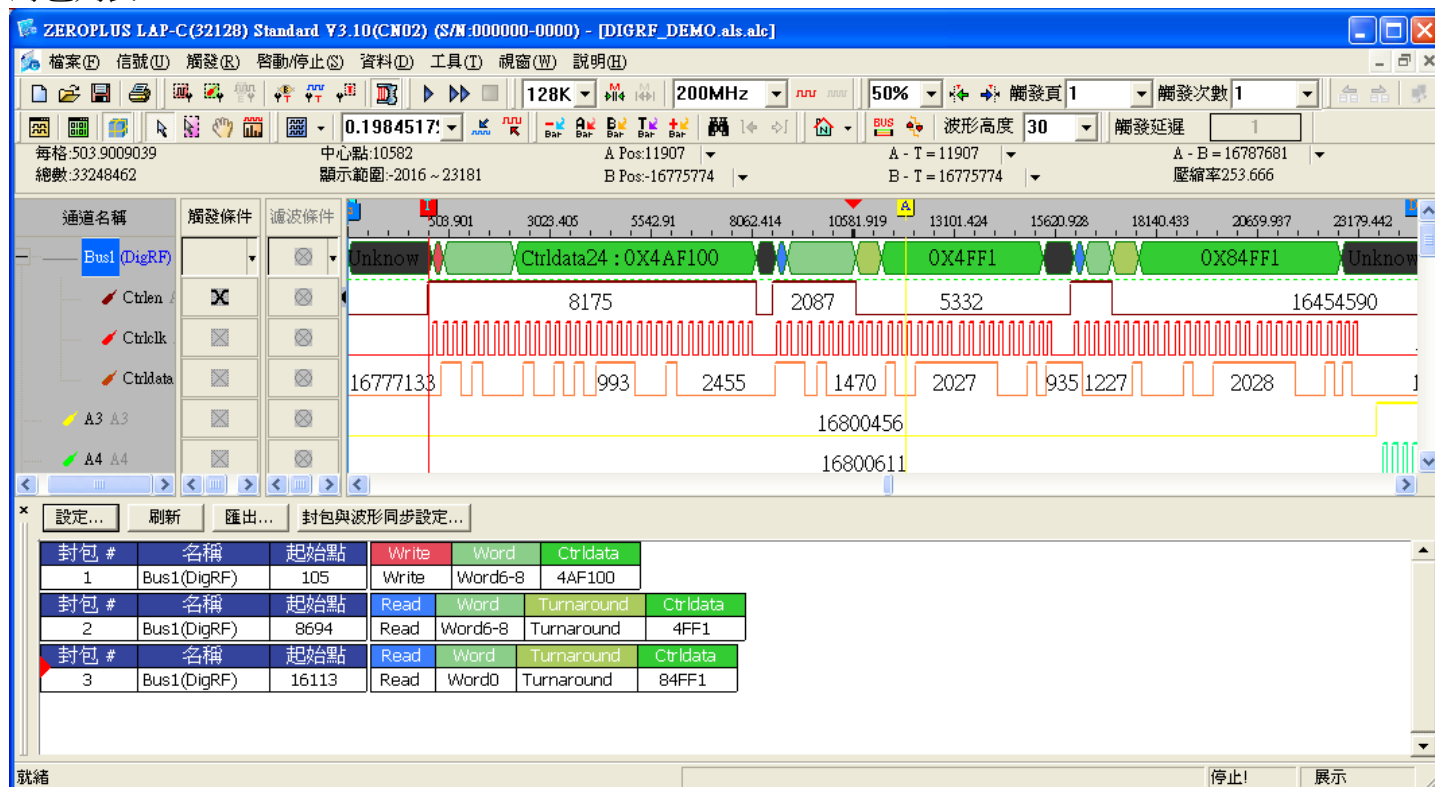 ZEROPLUS LAP-C(32128) Standard V3.10(CN02) (S/N:000000-0000) - [DIGRF_DEMO.als.alc]
檔案(F) 信號(U) 觸發(R) 啓動/停止(S) 資料(D) 工具(T) 視窗(W) 說明(H)
128K 200MHz 50% 觸發頁 1 觸發次數 1
0.1984517 Bar Bar Bar Bar Bar BUS 波形高度 30 觸發延遲 1
每格:503.9009039 中心點:10582 A Pos:11907 A - T = 11907 A - B = 16787681
總數:33248462 顯示範圍:-2016 ~ 23181 B Pos:-16775774 B - T = 16775774 壓縮率253.666
通道名稱 觸發條件 濾波條件 503.901 3023.405 5542.91 8062.414 10581.919 A 13101.424 15620.928 18140.433 20659.937 23179.442
Bus1 (DigRF) Unknow Ctrldata24 : 0X4AF100 0X4FF1 0X84FF1 Unknow
Ctrlen 8175 2087 5332 16454590
Ctrlclk
Ctrldata 16777133 993 2455 1470 2027 935 1227 2028
A3 A3 16800456
A4 A4 16800611
設定... 刷新 匯出... 封包與波形同步設定...
封包 # 名稱 起始點 Write Word Ctrldata
1 Bus1(DigRF) 105 Write Word6-8 4AF100
封包 # 名稱 起始點 Read Word Turnaround Ctrldata
2 Bus1(DigRF) 8694 Read Word6-8 Turnaround 4FF1
封包 # 名稱 起始點 Read Word Turnaround Ctrldata
3 Bus1(DigRF) 16113 Read Word0 Turnaround 84FF1
就緒 停止! 展示